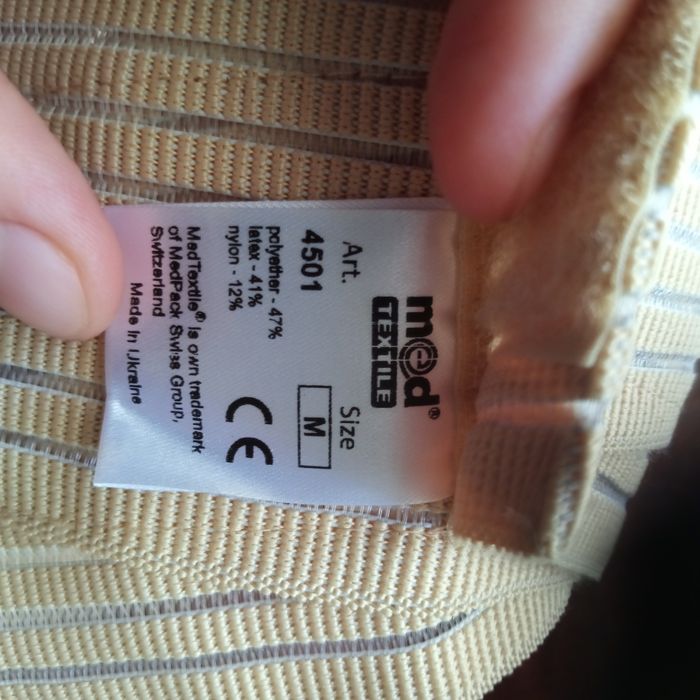 med®
TEXTILE
Art. Size
4501 M
polyether - 47%
latex - 41%
nylon - 12%
CE
MedTextile® is own trademark
of MedPack Swiss Group,
Switzerland
Made in Ukraine